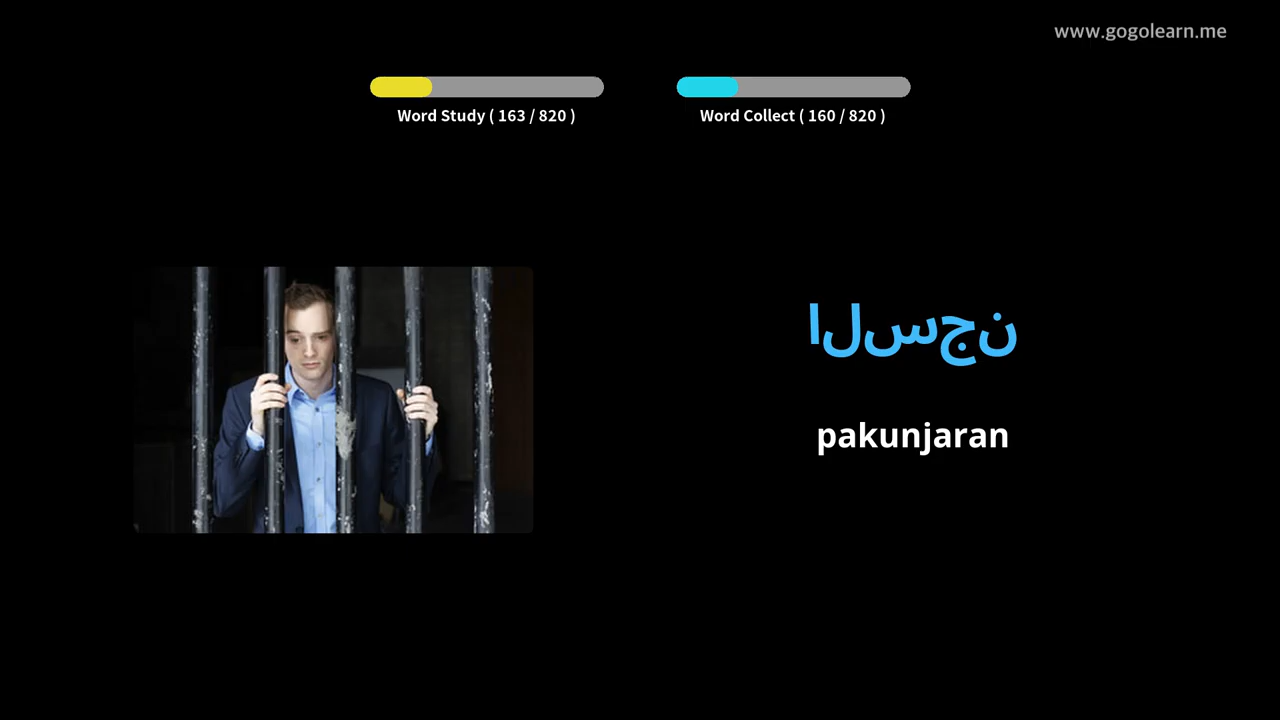 www.gogolearn.me
Word Study ( 163 / 820 )
Word Collect ( 160 / 820 )
السجن
pakunjaran